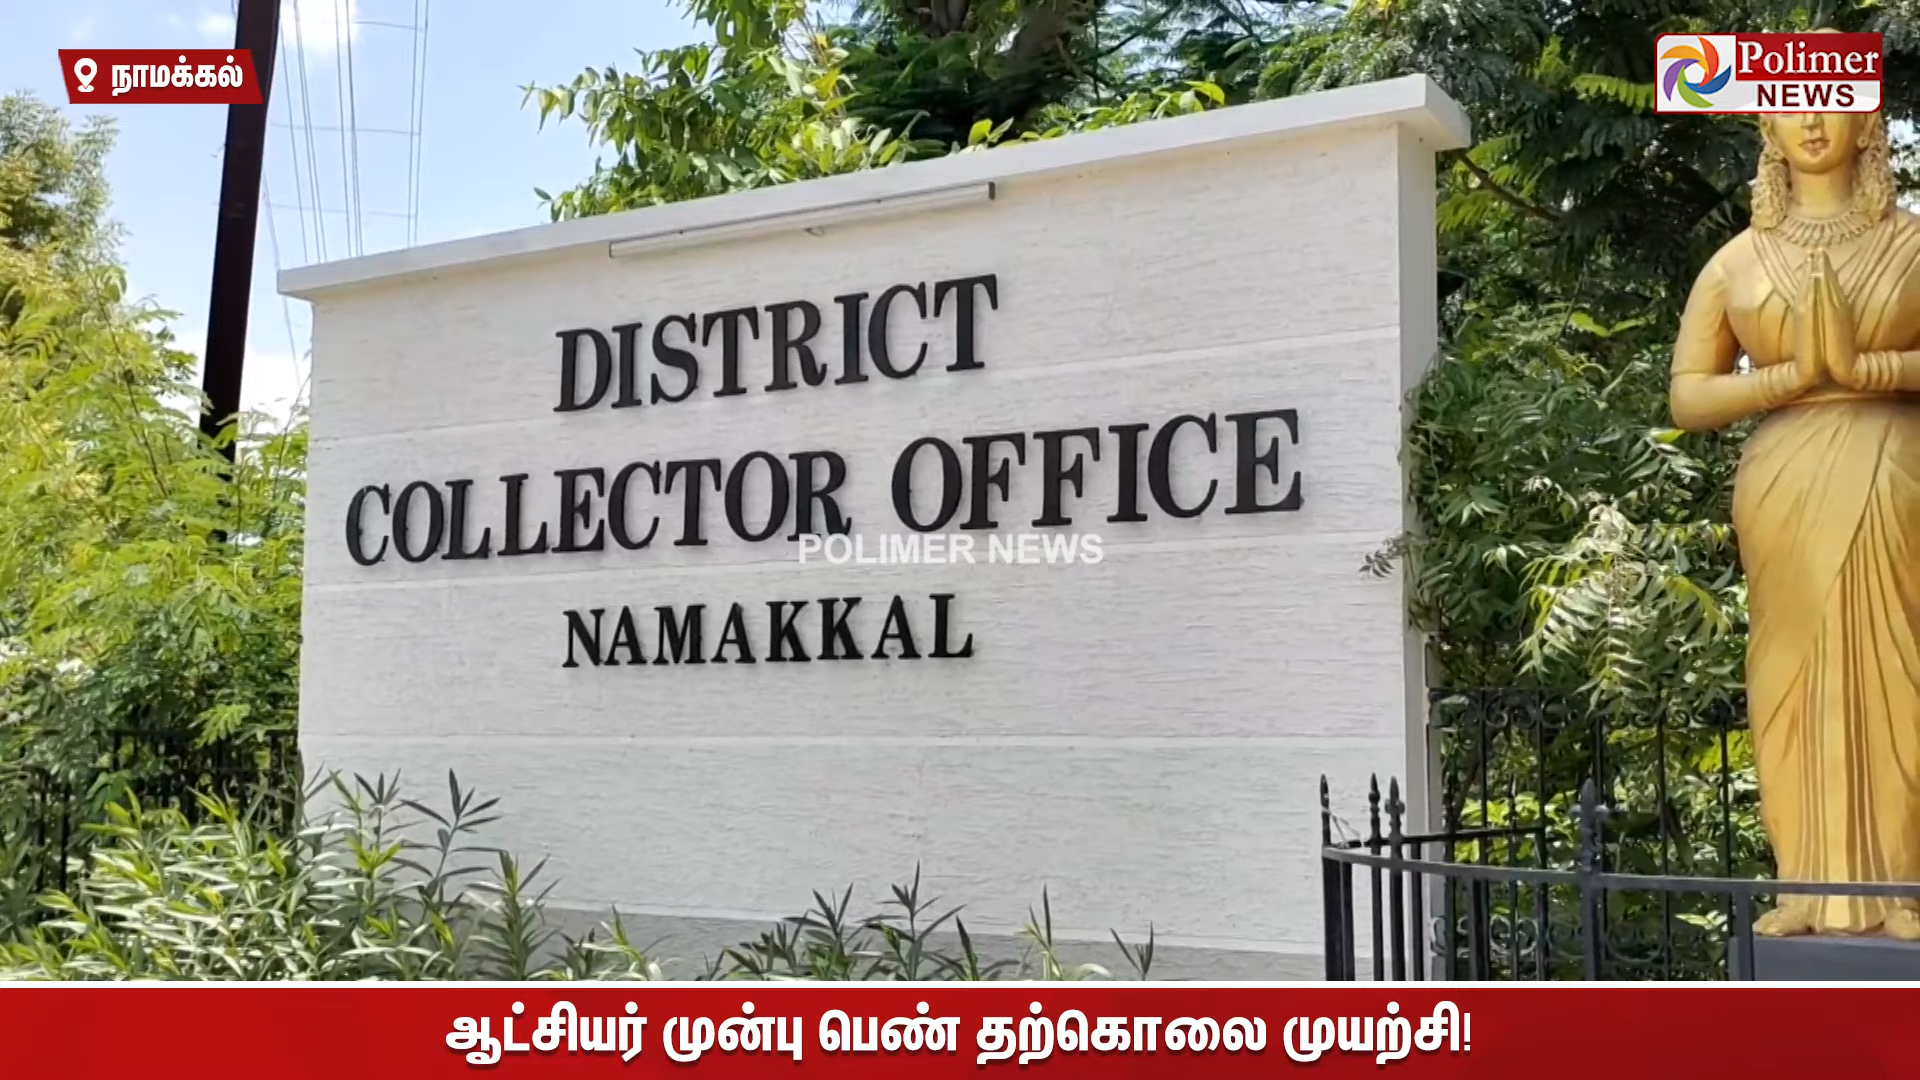 நாமக்கல்
Polimer
NEWS
DISTRICT
COLLECTOR OFFICE
POLIMER NEWS
NAMAKKAL
ஆட்சியர் முன்பு பெண் தற்கொலை முயற்சி!